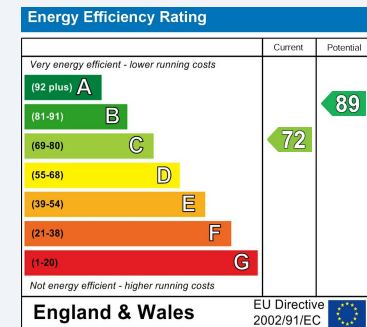 Energy Efficiency Rating
Current Potential
Very energy efficient - lower running costs
(92 plus) A
(81-91) B
(69-80) C
(55-68) D
(39-54) E
(21-38) F
(1-20) G
72
89
Not energy efficient - higher running costs
England & Wales
EU Directive
2002/91/EC